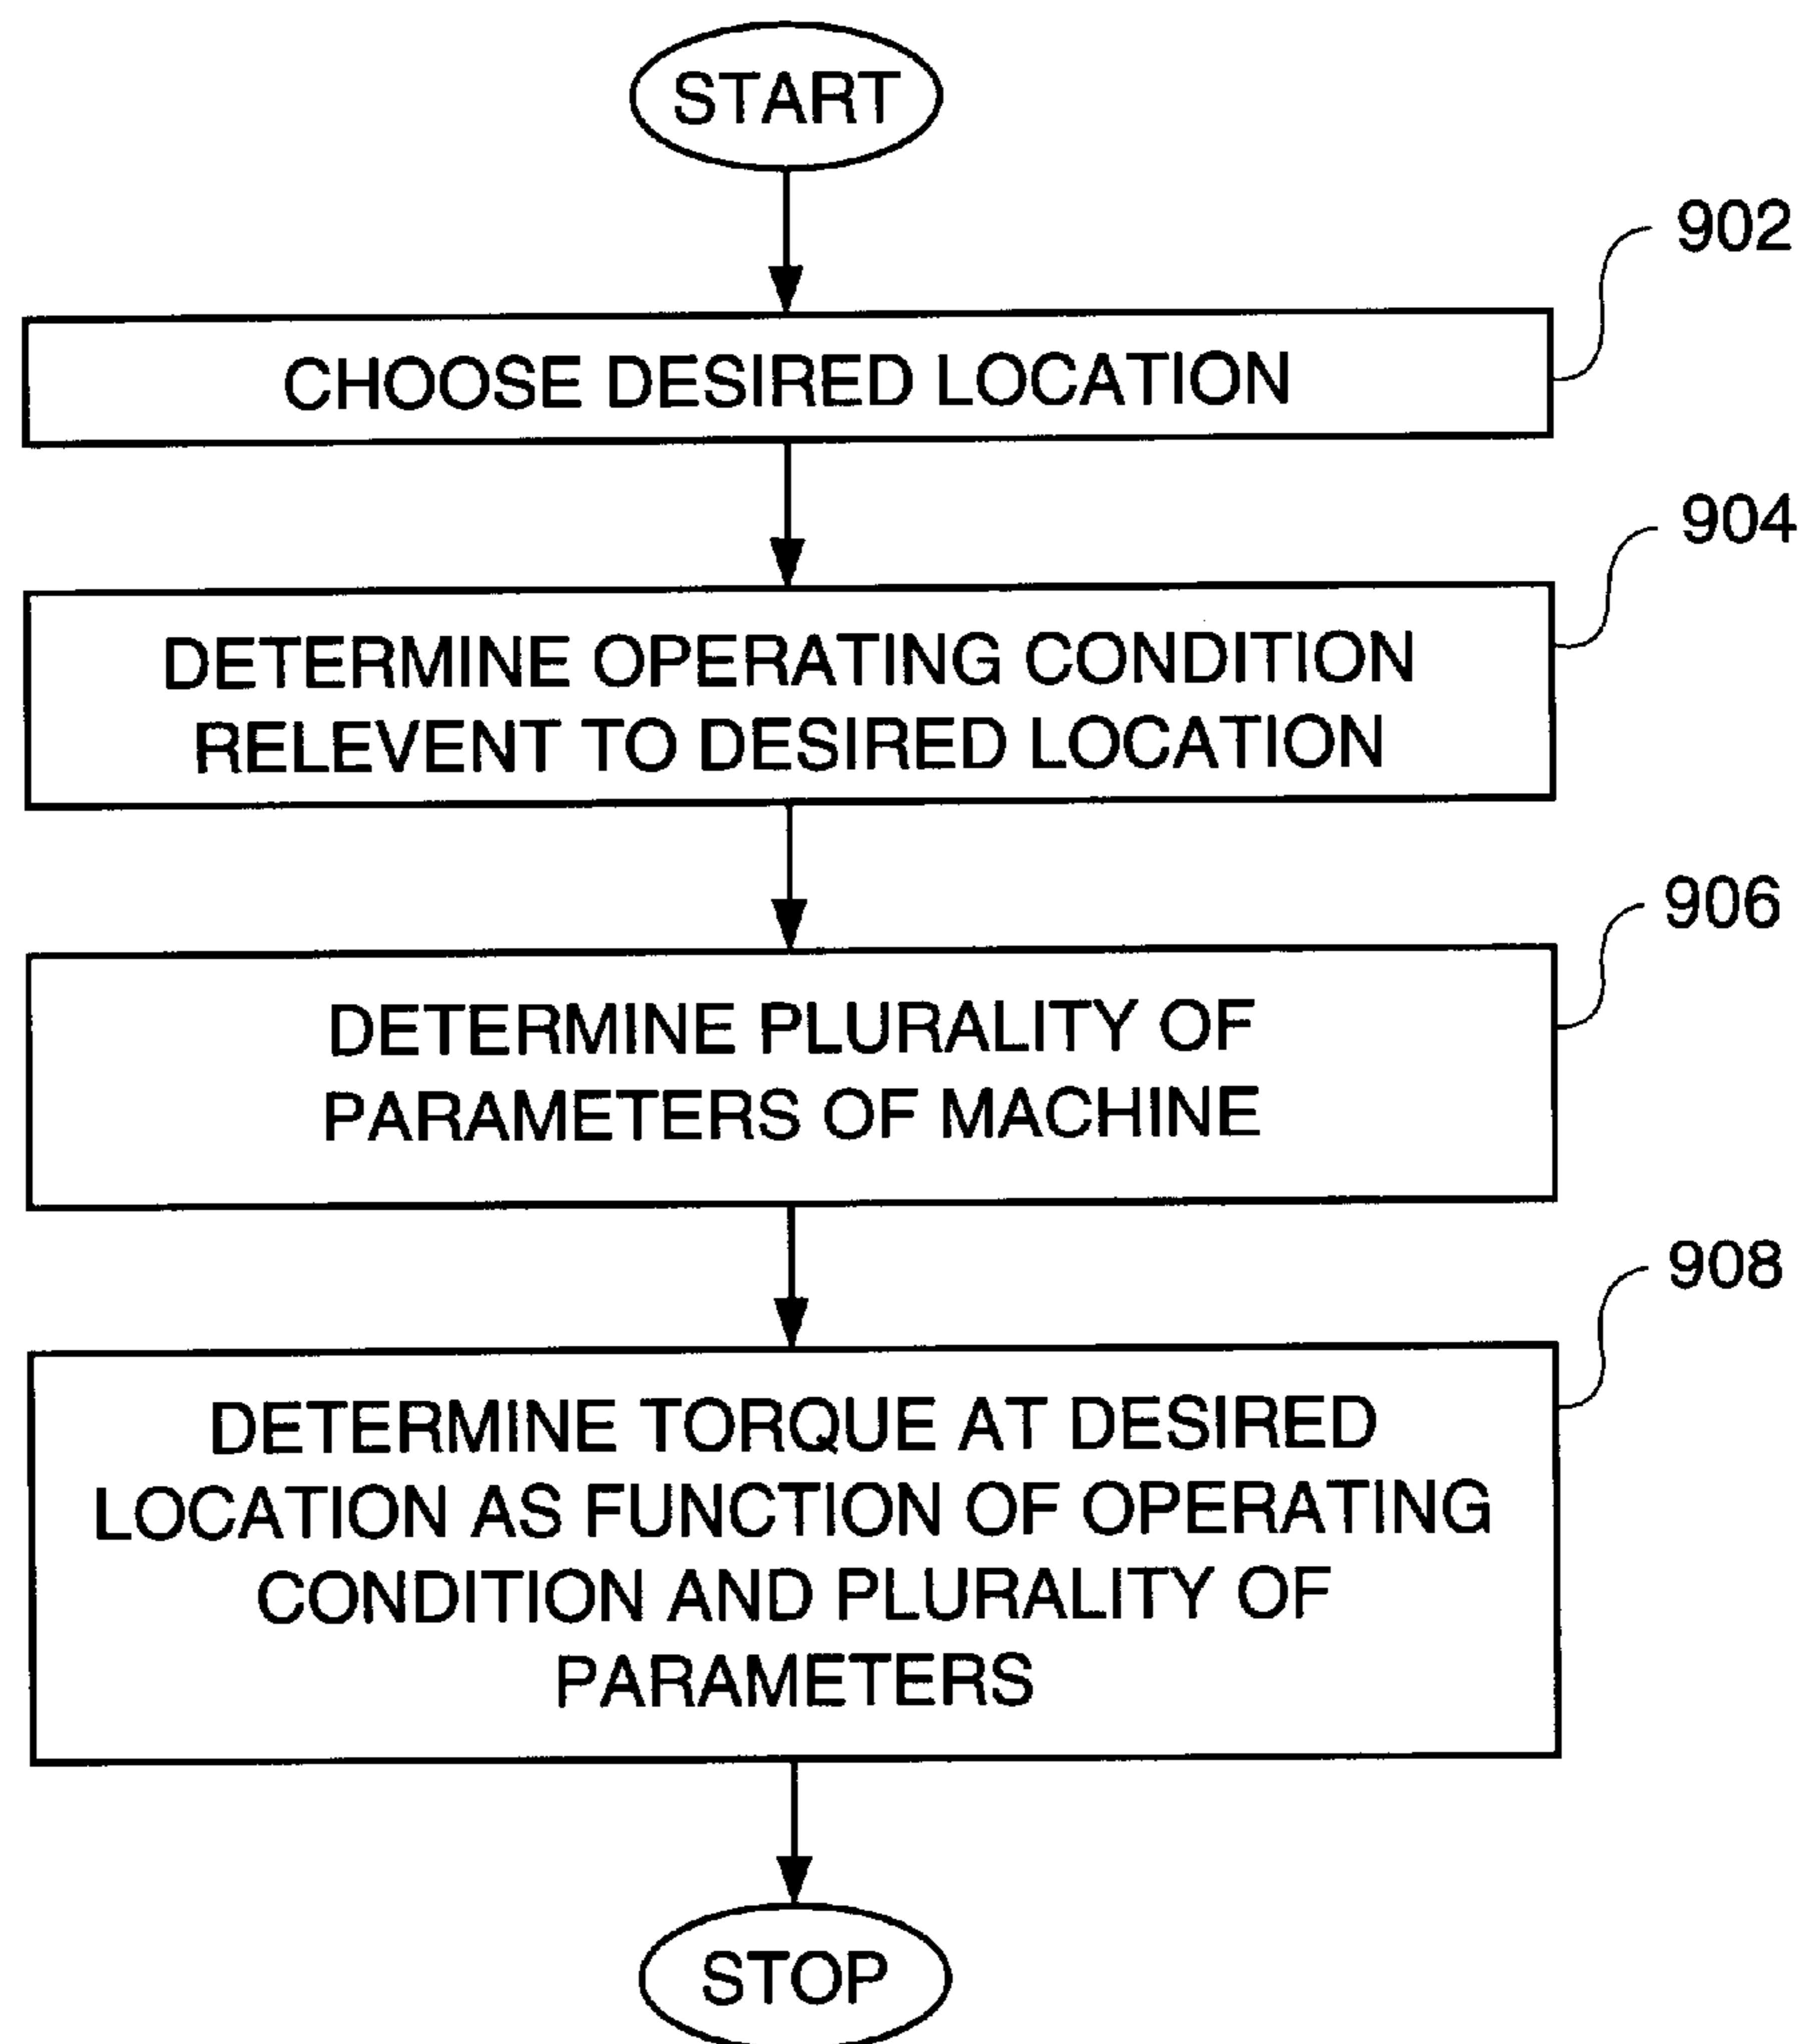 START
902
CHOOSE DESIRED LOCATION
904
DETERMINE OPERATING CONDITION
RELEVENT TO DESIRED LOCATION
906
DETERMINE PLURALITY OF
PARAMETERS OF MACHINE
908
DETERMINE TORQUE AT DESIRED
LOCATION AS FUNCTION OF OPERATING
CONDITION AND PLURALITY OF
PARAMETERS
STOP